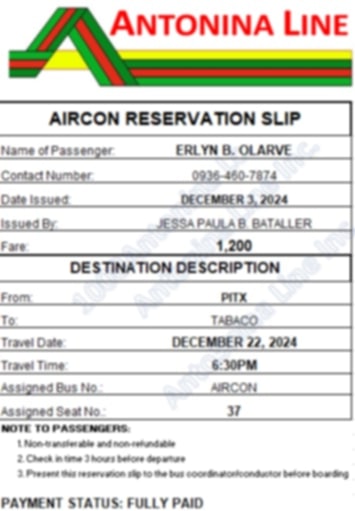 ANTONINA LINE
AIRCON RESERVATION SLIP
Name of Passenger: ERLYN B. OLARVE
Contact Number: 0936-460-7874
Date Issued: DECEMBER 3, 2024
Issued By: JESSA PAULA B. BATALLER
Fare: 1,200
DESTINATION DESCRIPTION
From: PITX
To: TABACO
Travel Date: DECEMBER 22, 2024
Travel Time: 6:30PM
Assigned Bus No.: AIRCON
Assigned Seat No.: 37
NOTE TO PASSENGERS:
1. Non-transferable and non-refundable
2. Check in time 3 hours before departure
3. Present this reservation slip to the bus coordinator/conductor before boarding
PAYMENT STATUS: FULLY PAID
Antonina Line Inc.